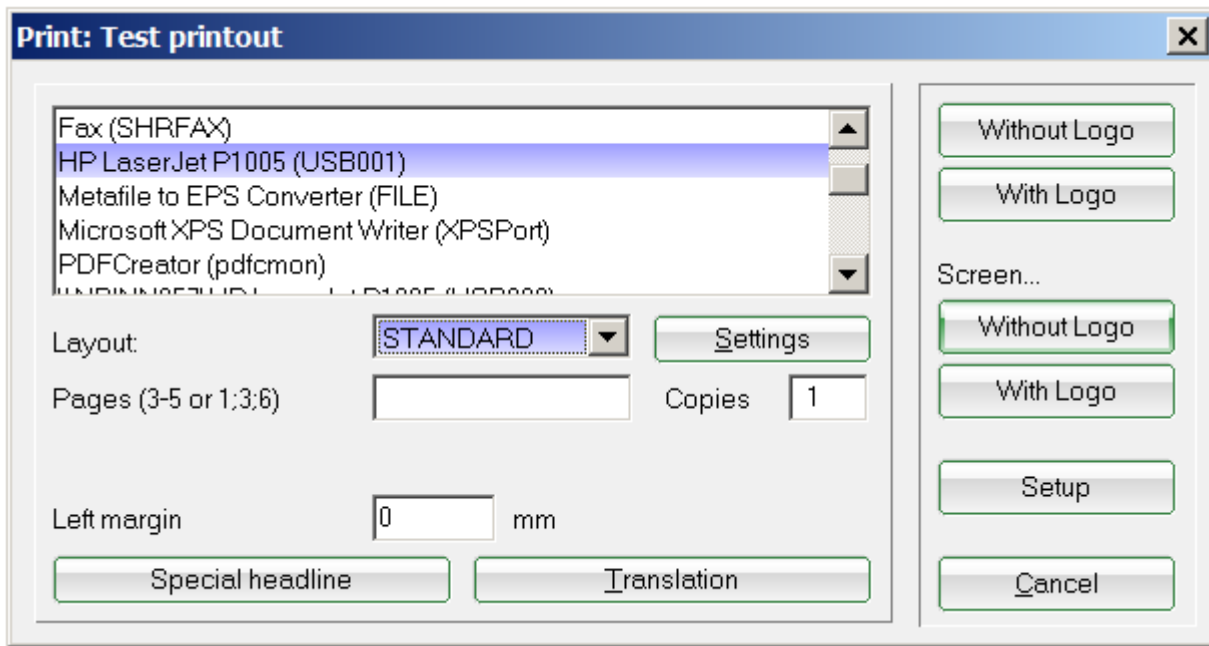 Print: Test printout
Fax (SHRFAX)
HP LaserJet P1005 (USB001)
Metafile to EPS Converter (FILE)
Microsoft XPS Document Writer (XPSPort)
PDFCreator (pdfcmon)
Layout:
STANDARD
Settings
Pages (3-5 or 1;3;6)
Copies
1
Left margin
0
mm
Special headline
Translation
Without Logo
With Logo
Screen...
Without Logo
With Logo
Setup
Cancel